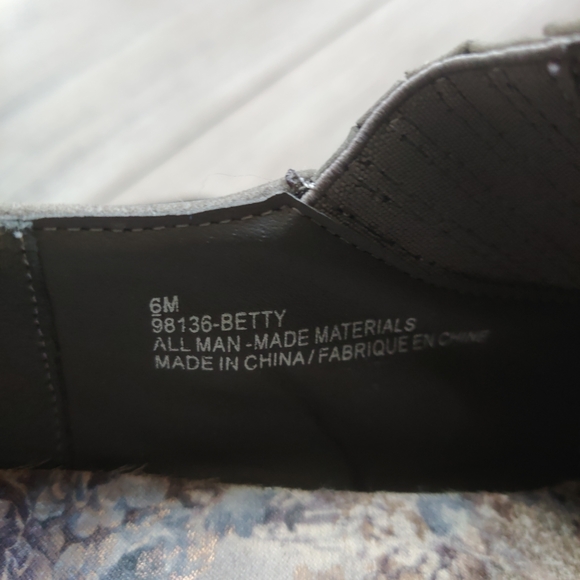 6M
98136-BETTY
ALL MAN-MADE MATERIALS
MADE IN CHINA/FABRIQUE EN CHINE